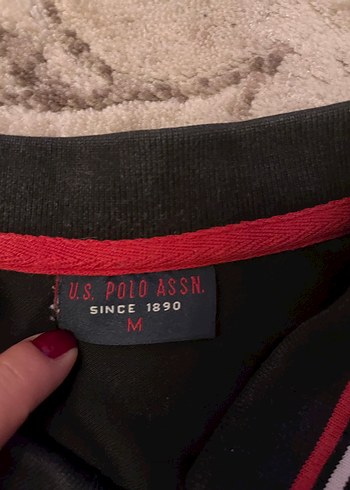 U.S. POLO ASSN.
SINCE 1890
M